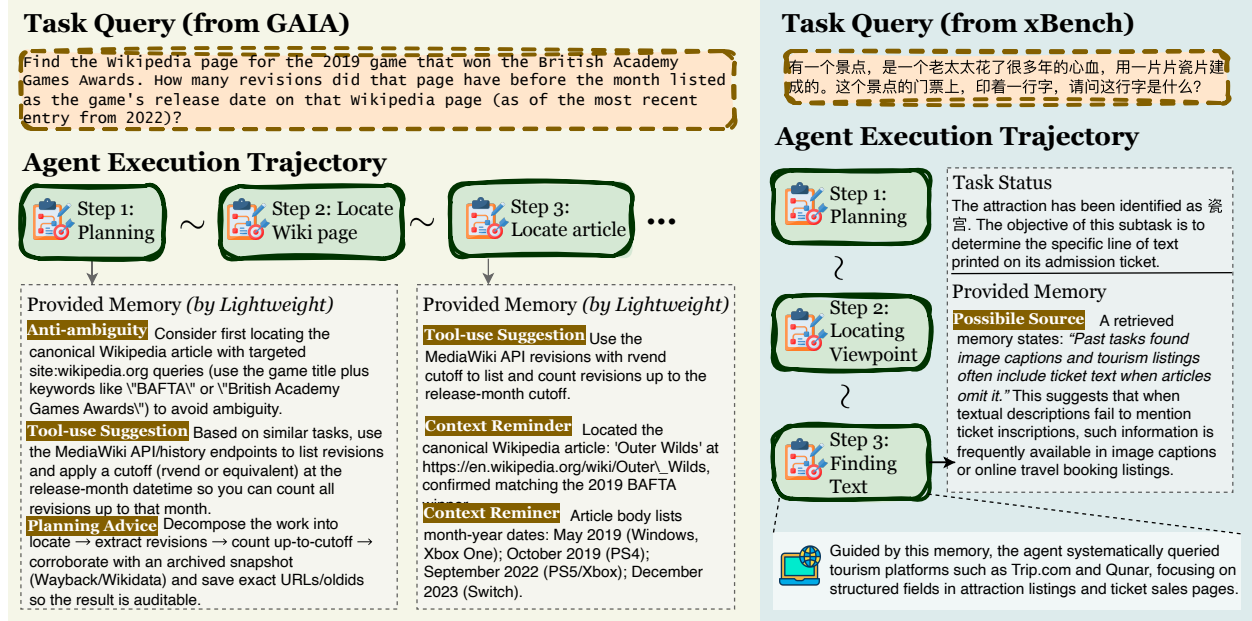 Task Query (from GAIA)
Find the Wikipedia page for the 2019 game that won the British Academy
Games Awards. How many revisions did that page have before the month listed
as the game's release date on that Wikipedia page (as of the most recent
entry from 2022)?
Agent Execution Trajectory
Step 1:
Planning
~
Step 2: Locate
Wiki page
~
Step 3:
Locate article
...
Provided Memory (by Lightweight)
Anti-ambiguity Consider first locating the
canonical Wikipedia article with targeted
site:wikipedia.org queries (use the game title plus
keywords like \"BAFTA\" or \"British Academy
Games Awards\") to avoid ambiguity.
Tool-use Suggestion Based on similar tasks, use
the MediaWiki API/history endpoints to list revisions
and apply a cutoff (rvend or equivalent) at the
release-month datetime so you can count all
revisions up to that month.
Planning Advice Decompose the work into
locate → extract revisions → count up-to-cutoff →
corroborate with an archived snapshot
(Wayback/Wikidata) and save exact URLs/oldids
so the result is auditable.
Provided Memory (by Lightweight)
Tool-use Suggestion Use the
MediaWiki API revisions with rvend
cutoff to list and count revisions up to the
release-month cutoff.
Context Reminder Located the
canonical Wikipedia article: 'Outer Wilds' at
https://en.wikipedia.org/wiki/Outer\_Wilds,
confirmed matching the 2019 BAFTA
winner.
Context Reminer Article body lists
month-year dates: May 2019 (Windows,
Xbox One); October 2019 (PS4);
September 2022 (PS5/Xbox); December
2023 (Switch).
Task Query (from xBench)
有一个景点，是一个老太太花了很多年的心血，用一片片瓷片建
成的。这个景点的门票上，印着一行字，请问这行字是什么？
Agent Execution Trajectory
Step 1:
Planning
~
Step 2:
Locating
Viewpoint
~
Step 3:
Finding
Text
Task Status
The attraction has been identified as 瓷
宫. The objective of this subtask is to
determine the specific line of text
printed on its admission ticket.
Provided Memory
Possibile Source A retrieved
memory states: “Past tasks found
image captions and tourism listings
often include ticket text when articles
omit it.” This suggests that when
textual descriptions fail to mention
ticket inscriptions, such information is
frequently available in image captions
or online travel booking listings.
Guided by this memory, the agent systematically queried
tourism platforms such as Trip.com and Qunar, focusing on
structured fields in attraction listings and ticket sales pages.